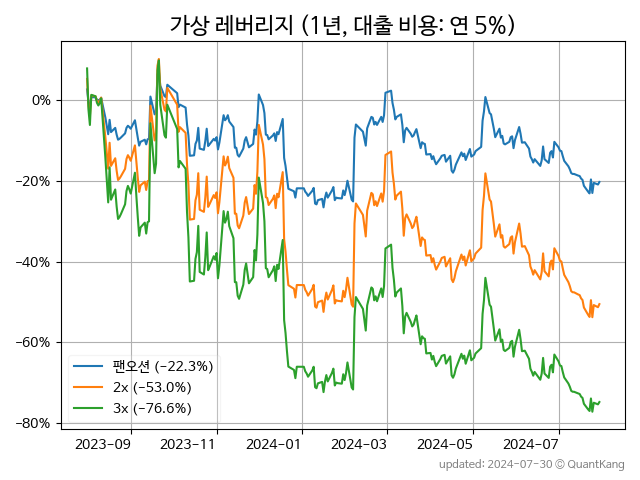 가상 레버리지 (1년, 대출 비용: 연 5%)
0%
−20%
−40%
−60%
−80%
팬오션 (−22.3%)
2x (−53.0%)
3x (−76.6%)
2023-09 2023-11 2024-01 2024-03 2024-05 2024-07
updated: 2024-07-30 © QuantKang